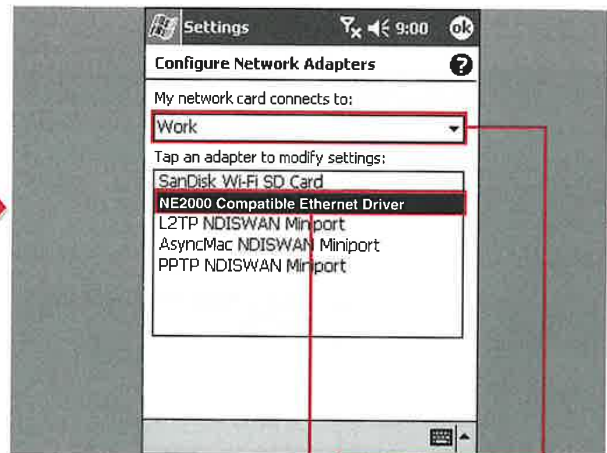 Settings 9:00 ok
Configure Network Adapters ?
My network card connects to:
Work
Tap an adapter to modify settings:
SanDisk Wi-Fi SD Card
NE2000 Compatible Ethernet Driver
L2TP NDISWAN Miniport
AsyncMac NDISWAN Miniport
PPTP NDISWAN Miniport